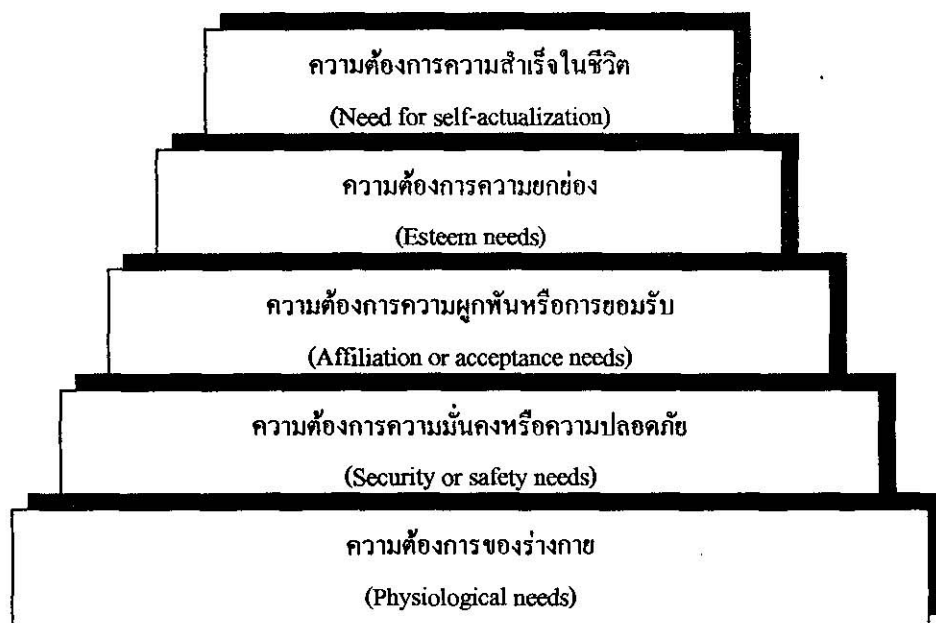 ความต้องการความสำเร็จในชีวิต
(Need for self-actualization)
ความต้องการความยกย่อง
(Esteem needs)
ความต้องการความผูกพันหรือการยอมรับ
(Affiliation or acceptance needs)
ความต้องการความมั่นคงหรือความปลอดภัย
(Security or safety needs)
ความต้องการของร่างกาย
(Physiological needs)